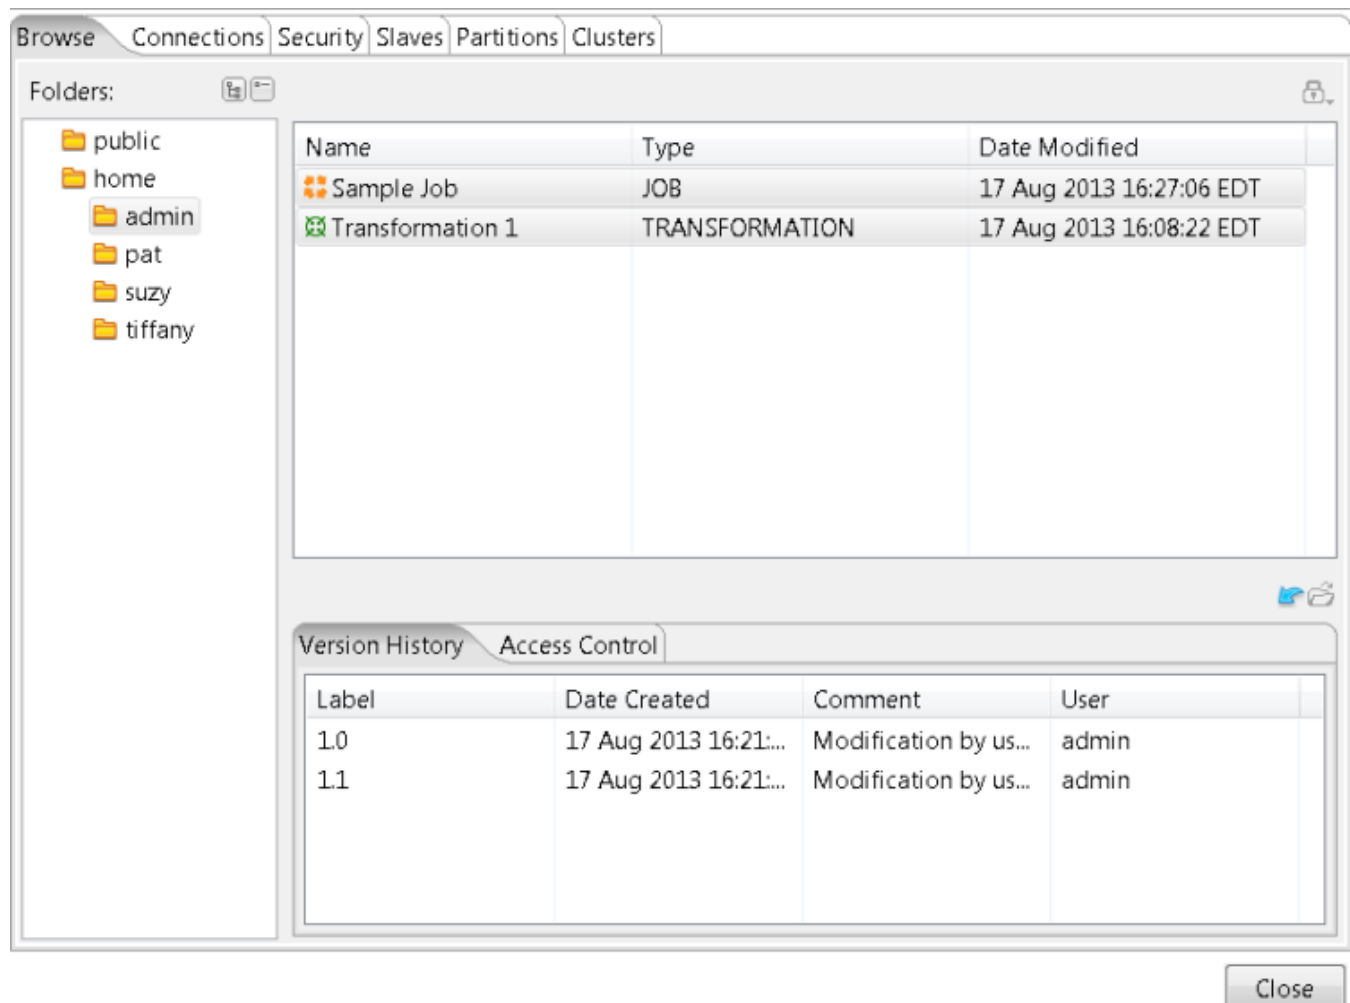 Browse Connections Security Slaves Partitions Clusters
Folders:
public
home
admin
pat
suzy
tiffany
Name Type Date Modified
Sample Job JOB 17 Aug 2013 16:27:06 EDT
Transformation 1 TRANSFORMATION 17 Aug 2013 16:08:22 EDT
Version History Access Control
Label Date Created Comment User
1.0 17 Aug 2013 16:21:... Modification by us... admin
1.1 17 Aug 2013 16:21:... Modification by us... admin
Close